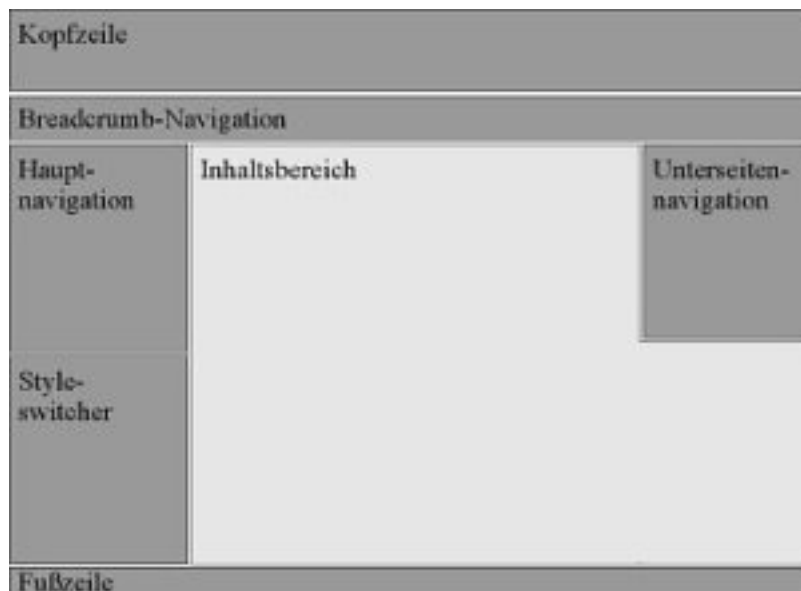 Kopfzeile
Breadcrumb-Navigation
Haupt-
navigation
Inhaltsbereich
Unterseiten-
navigation
Style-
switcher
Fußzeile